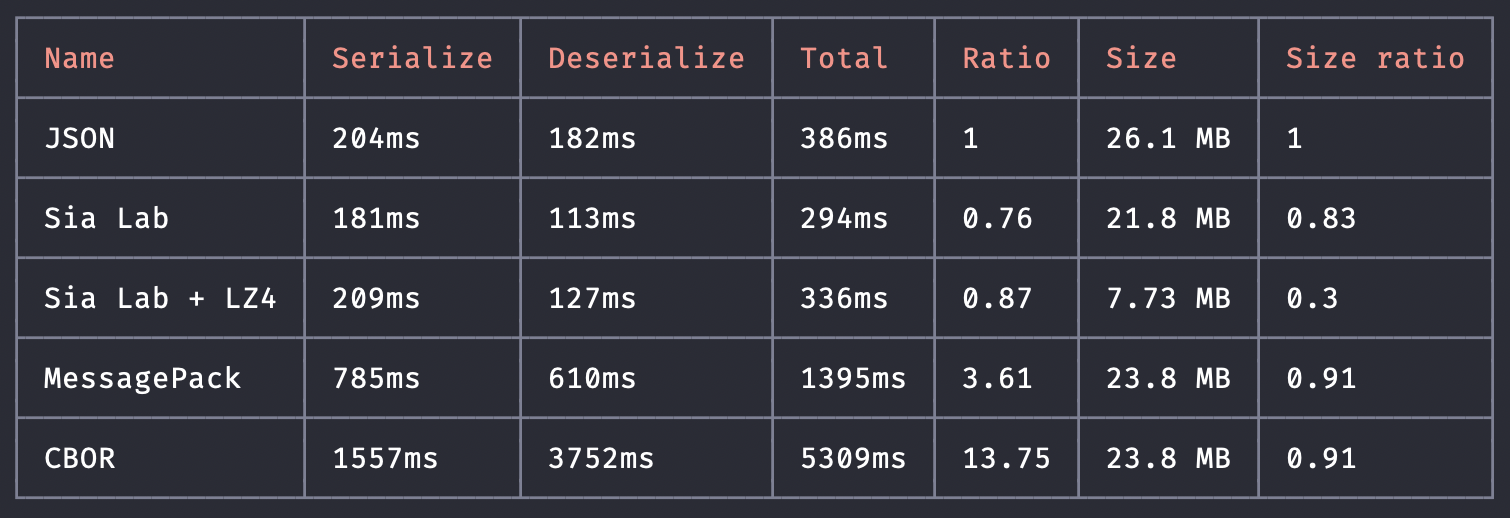 Name Serialize Deserialize Total Ratio Size Size ratio
JSON 204ms 182ms 386ms 1 26.1 MB 1
Sia Lab 181ms 113ms 294ms 0.76 21.8 MB 0.83
Sia Lab + LZ4 209ms 127ms 336ms 0.87 7.73 MB 0.3
MessagePack 785ms 610ms 1395ms 3.61 23.8 MB 0.91
CBOR 1557ms 3752ms 5309ms 13.75 23.8 MB 0.91